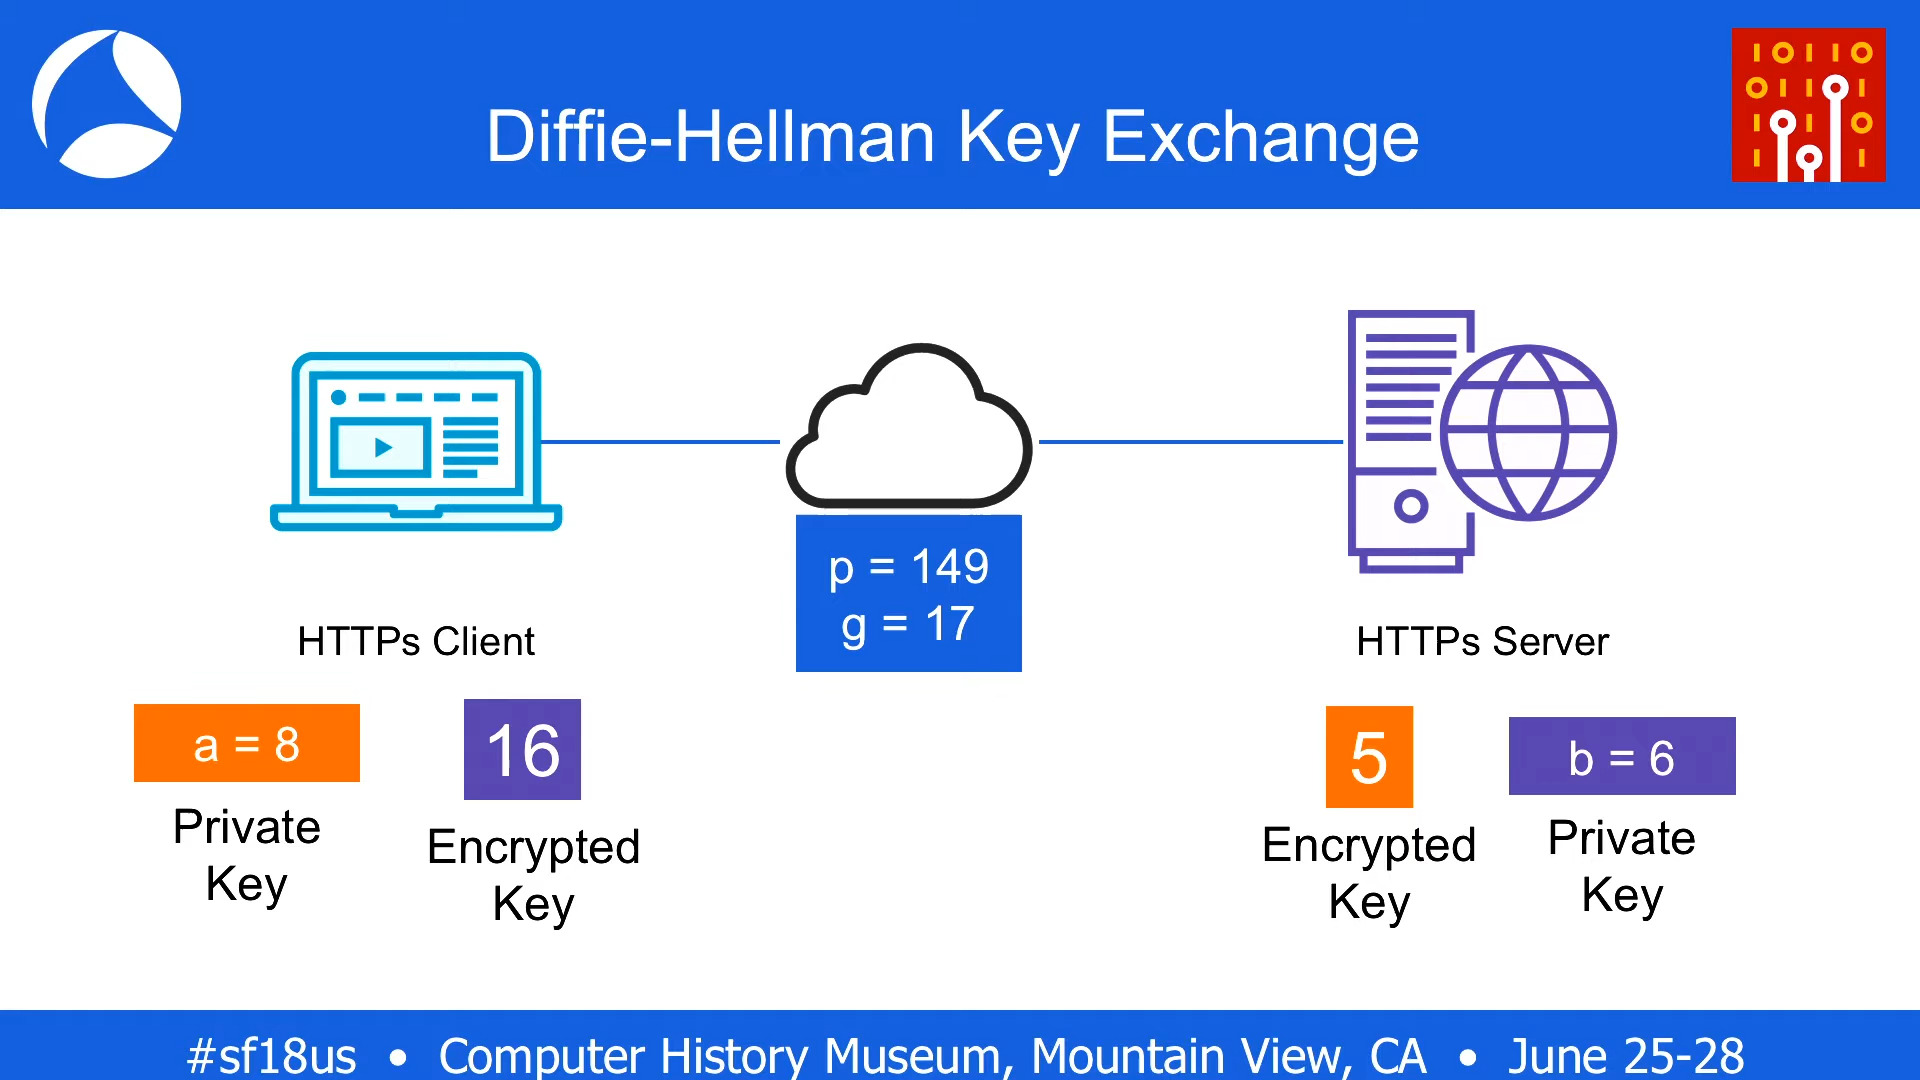 Diffie-Hellman Key Exchange
p = 149
g = 17
HTTPs Client
HTTPs Server
a = 8
16
5
b = 6
Private
Key
Encrypted
Key
Encrypted
Key
Private
Key
#sf18us • Computer History Museum, Mountain View, CA • June 25-28